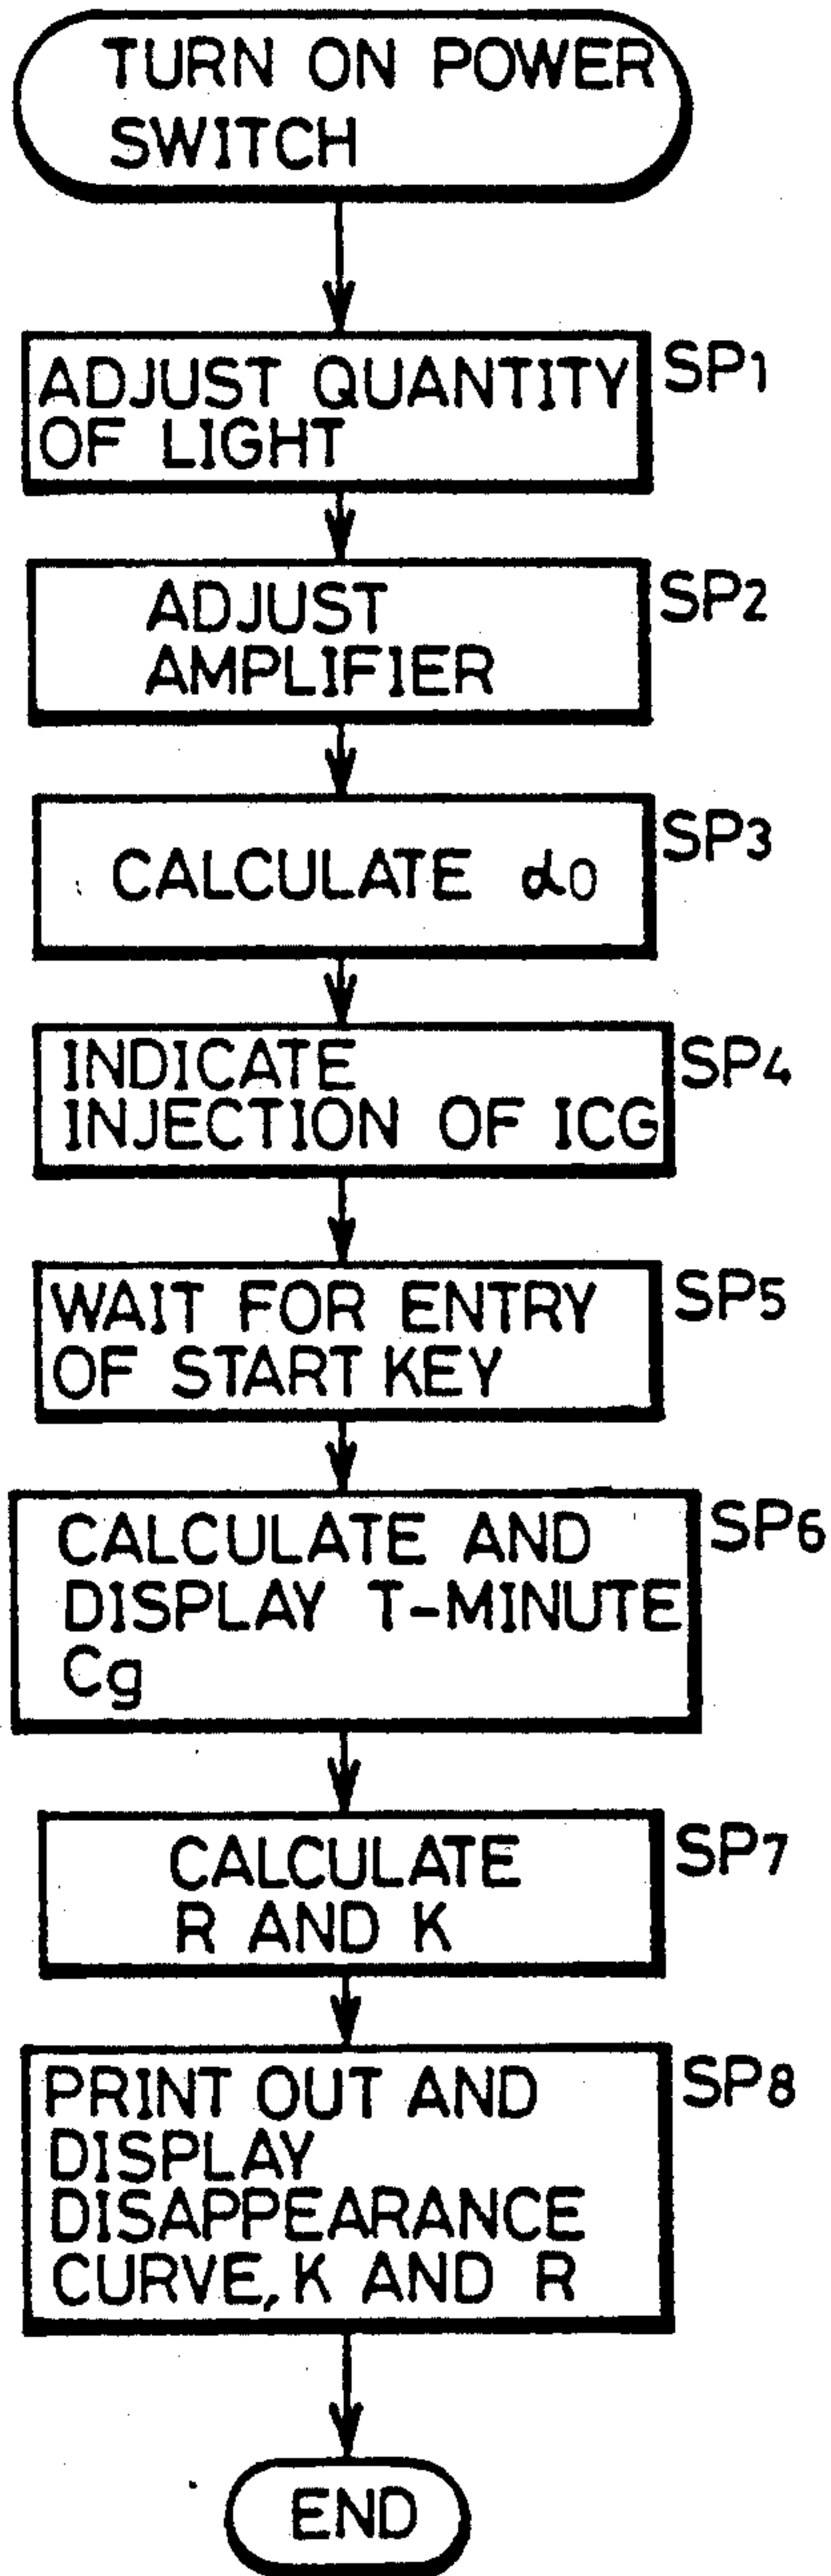 TURN ON POWER
SWITCH
ADJUST QUANTITY
OF LIGHT
SP1
ADJUST
AMPLIFIER
SP2
CALCULATE α0
SP3
INDICATE
INJECTION OF ICG
SP4
WAIT FOR ENTRY
OF START KEY
SP5
CALCULATE AND
DISPLAY T-MINUTE
Cg
SP6
CALCULATE
R AND K
SP7
PRINT OUT AND
DISPLAY
DISAPPEARANCE
CURVE, K AND R
SP8
END